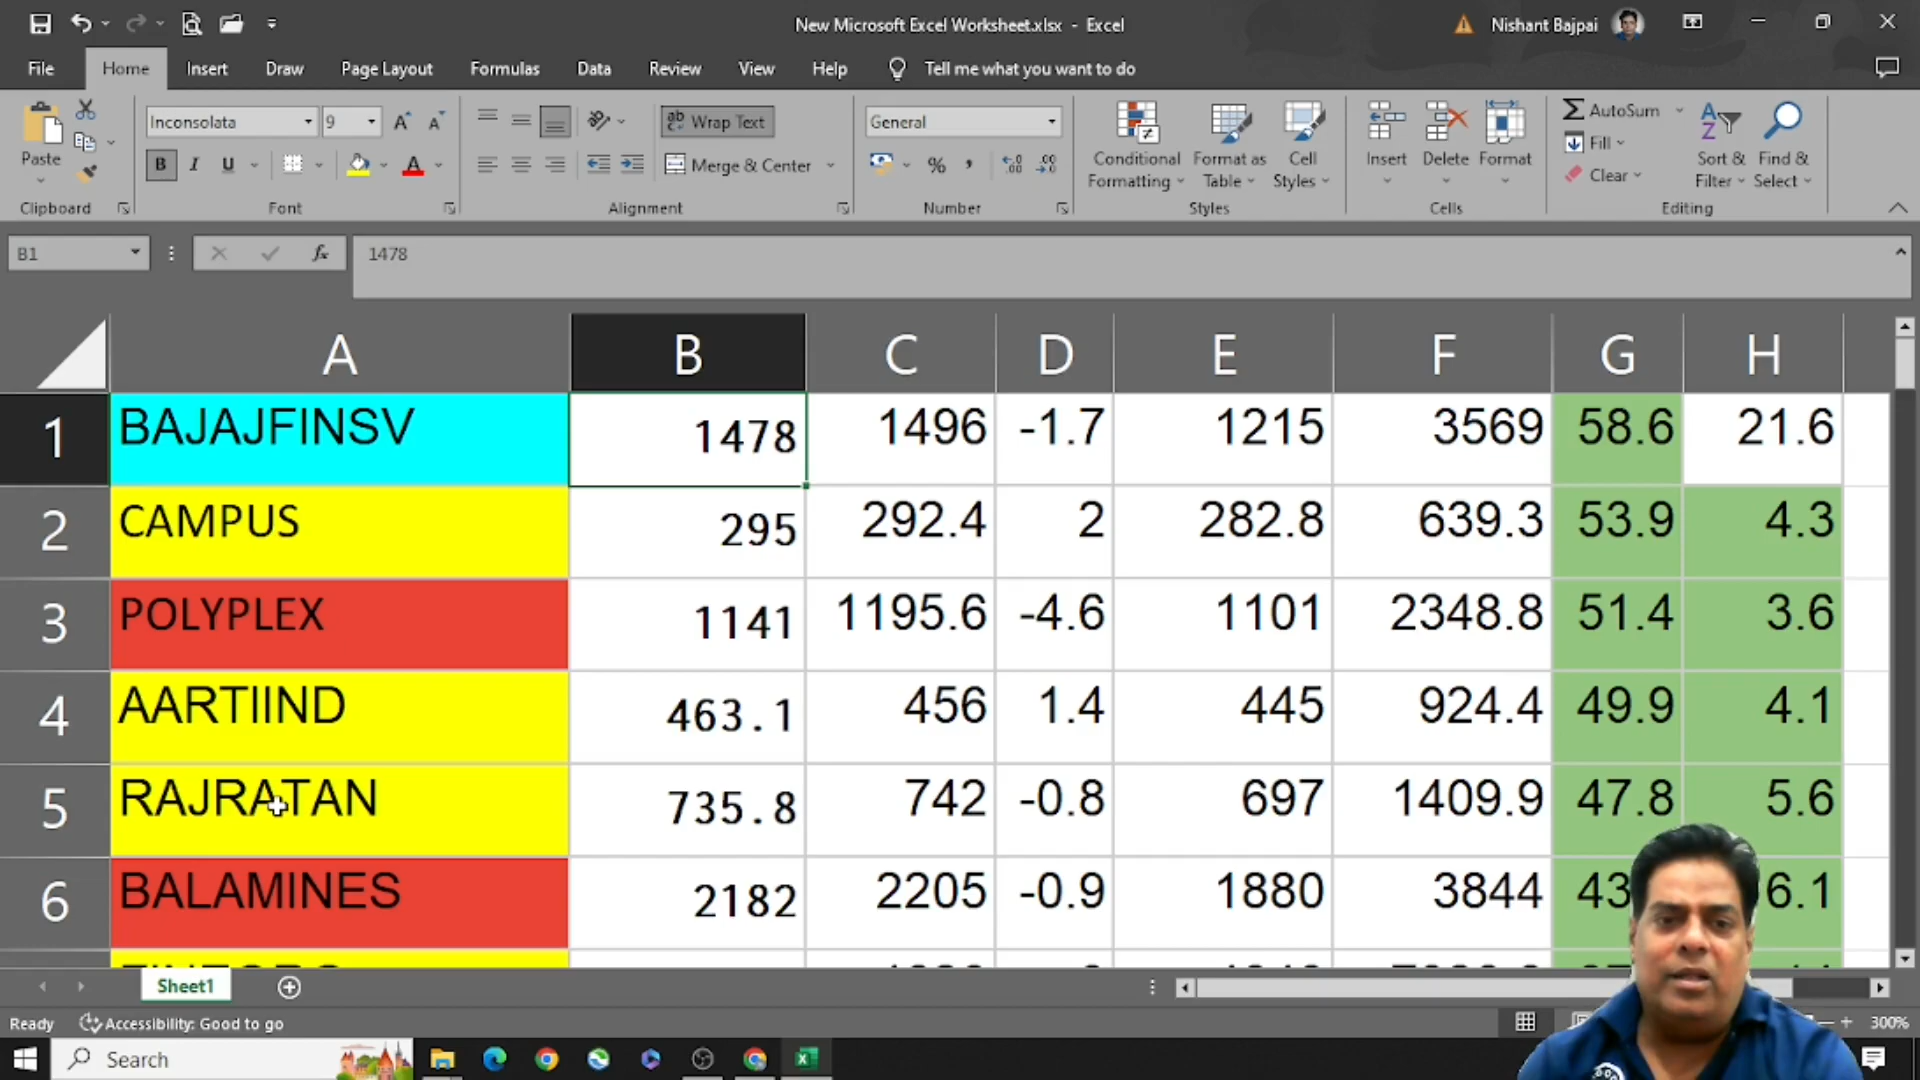 New Microsoft Excel Worksheet.xlsx - Excel
Nishant Bajpai
File Home Insert Draw Page Layout Formulas Data Review View Help Tell me what you want to do
Inconsolata 9
Wrap Text
General
AutoSum
Paste
B I U
Merge & Center
% ,
Conditional Formatting
Format as Table
Cell Styles
Insert Delete Format
Fill
Clear
Sort & Filter
Find & Select
Clipboard Font Alignment Number Styles Cells Editing
B1 fx 1478
A B C D E F G H
1 BAJAJFINSV 1478 1496 -1.7 1215 3569 58.6 21.6
2 CAMPUS 295 292.4 2 282.8 639.3 53.9 4.3
3 POLYPLEX 1141 1195.6 -4.6 1101 2348.8 51.4 3.6
4 AARTIIND 463.1 456 1.4 445 924.4 49.9 4.1
5 RAJRATAN 735.8 742 -0.8 697 1409.9 47.8 5.6
6 BALAMINES 2182 2205 -0.9 1880 3844 43 6.1
Sheet1
Ready Accessibility: Good to go 300%
Search